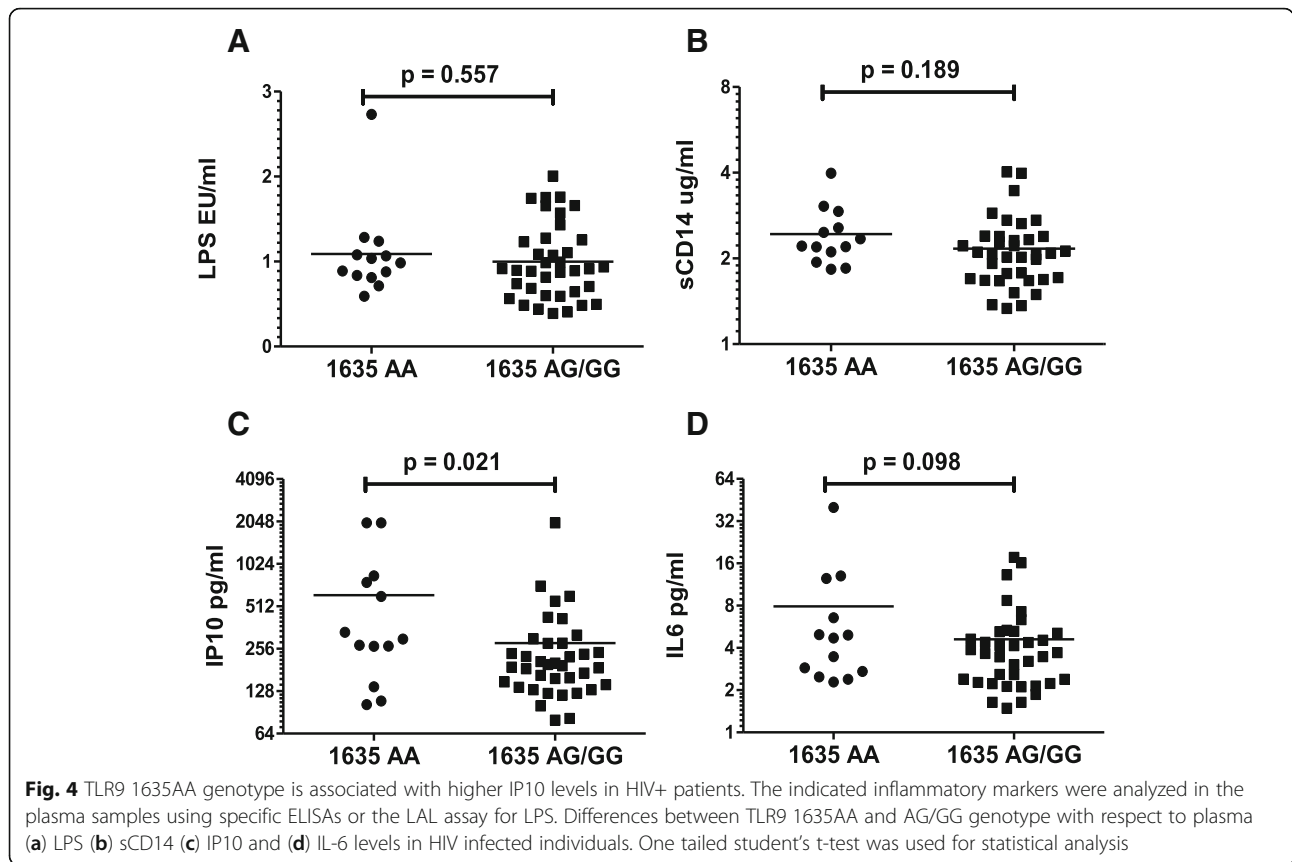 A
p = 0.557
3
2
1
0
LPS EU/ml
1635 AA
1635 AG/GG
B
p = 0.189
8
4
2
1
sCD14 ug/ml
1635 AA
1635 AG/GG
C
p = 0.021
4096
2048
1024
512
256
128
64
IP10 pg/ml
1635 AA
1635 AG/GG
D
p = 0.098
64
32
16
8
4
2
1
IL6 pg/ml
1635 AA
1635 AG/GG
Fig. 4 TLR9 1635AA genotype is associated with higher IP10 levels in HIV+ patients. The indicated inflammatory markers were analyzed in the
plasma samples using specific ELISAs or the LAL assay for LPS. Differences between TLR9 1635AA and AG/GG genotype with respect to plasma
(a) LPS (b) sCD14 (c) IP10 and (d) IL-6 levels in HIV infected individuals. One tailed student's t-test was used for statistical analysis